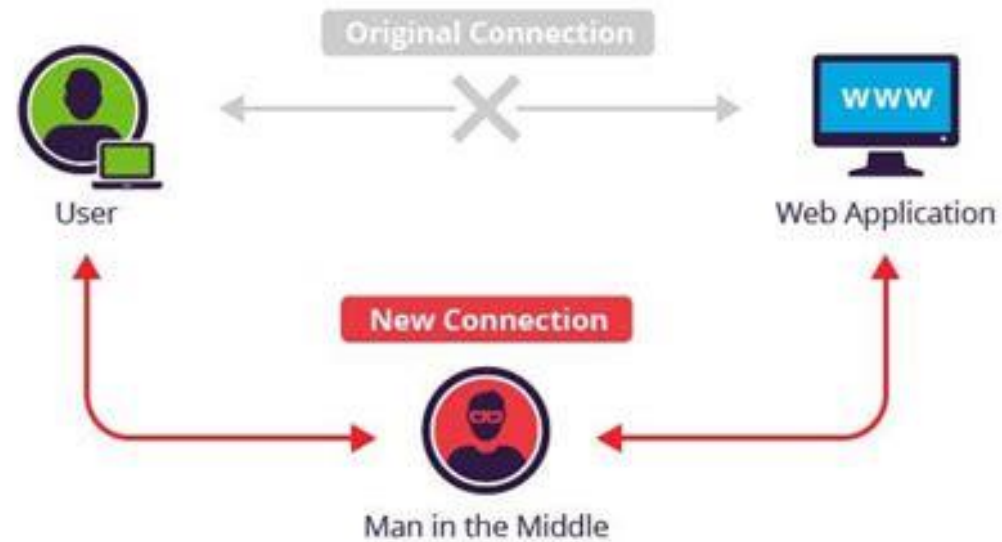 Original Connection
www
User
Web Application
New Connection
Man in the Middle